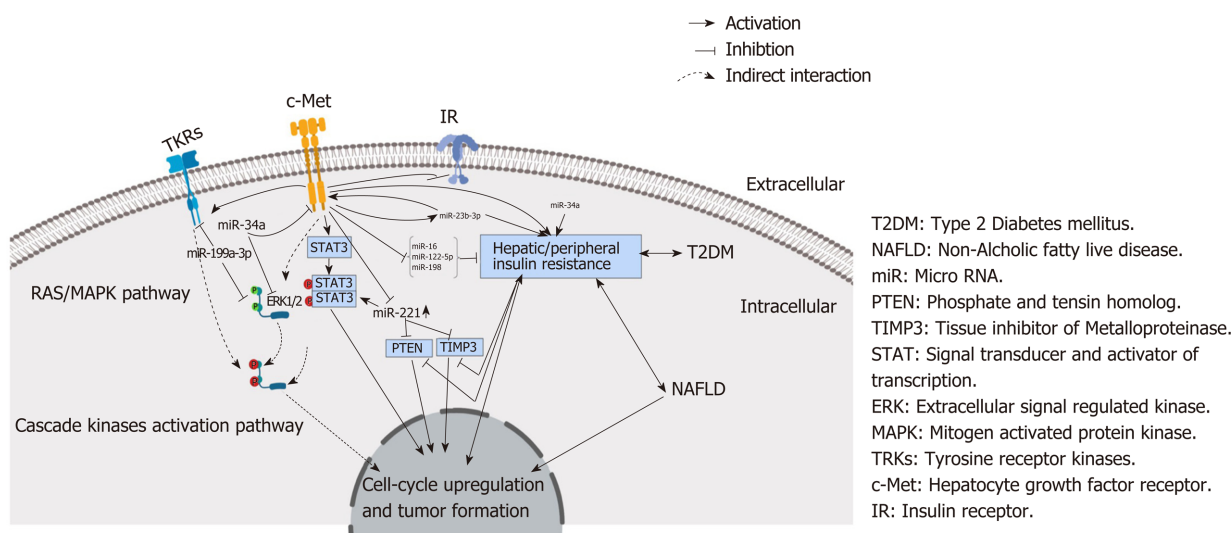 Activation
Inhibtion
Indirect interaction
c-Met
IR
TKRs
Extracellular
miR-34a
miR-23b-3p
miR-34a
STAT3
miR-16
miR-122-5p
miR-198
Hepatic/peripheral
insulin resistance
T2DM
miR-199a-3p
RAS/MAPK pathway
P
P
ERK1/2
STAT3
STAT3
Intracellular
miR-221
PTEN
TIMP3
NAFLD
Cascade kinases activation pathway
Cell-cycle upregulation
and tumor formation
T2DM: Type 2 Diabetes mellitus.
NAFLD: Non-Alcholic fatty live disease.
miR: Micro RNA.
PTEN: Phosphate and tensin homolog.
TIMP3: Tissue inhibitor of Metalloproteinase.
STAT: Signal transducer and activator of
transcription.
ERK: Extracellular signal regulated kinase.
MAPK: Mitogen activated protein kinase.
TRKs: Tyrosine receptor kinases.
c-Met: Hepatocyte growth factor receptor.
IR: Insulin receptor.